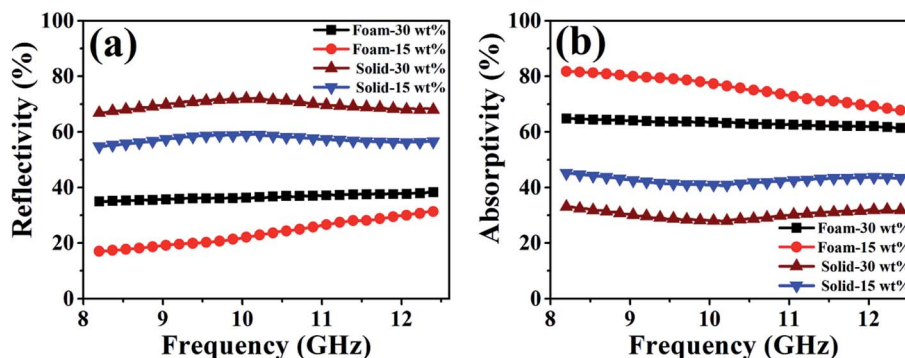 (a)
Foam-30 wt%
Foam-15 wt%
Solid-30 wt%
Solid-15 wt%
Reflectivity (%)
100
80
60
40
20
0
8
9
10
11
12
Frequency (GHz)
(b)
Foam-30 wt%
Foam-15 wt%
Solid-30 wt%
Solid-15 wt%
Absorptivity (%)
100
80
60
40
20
0
8
9
10
11
12
Frequency (GHz)